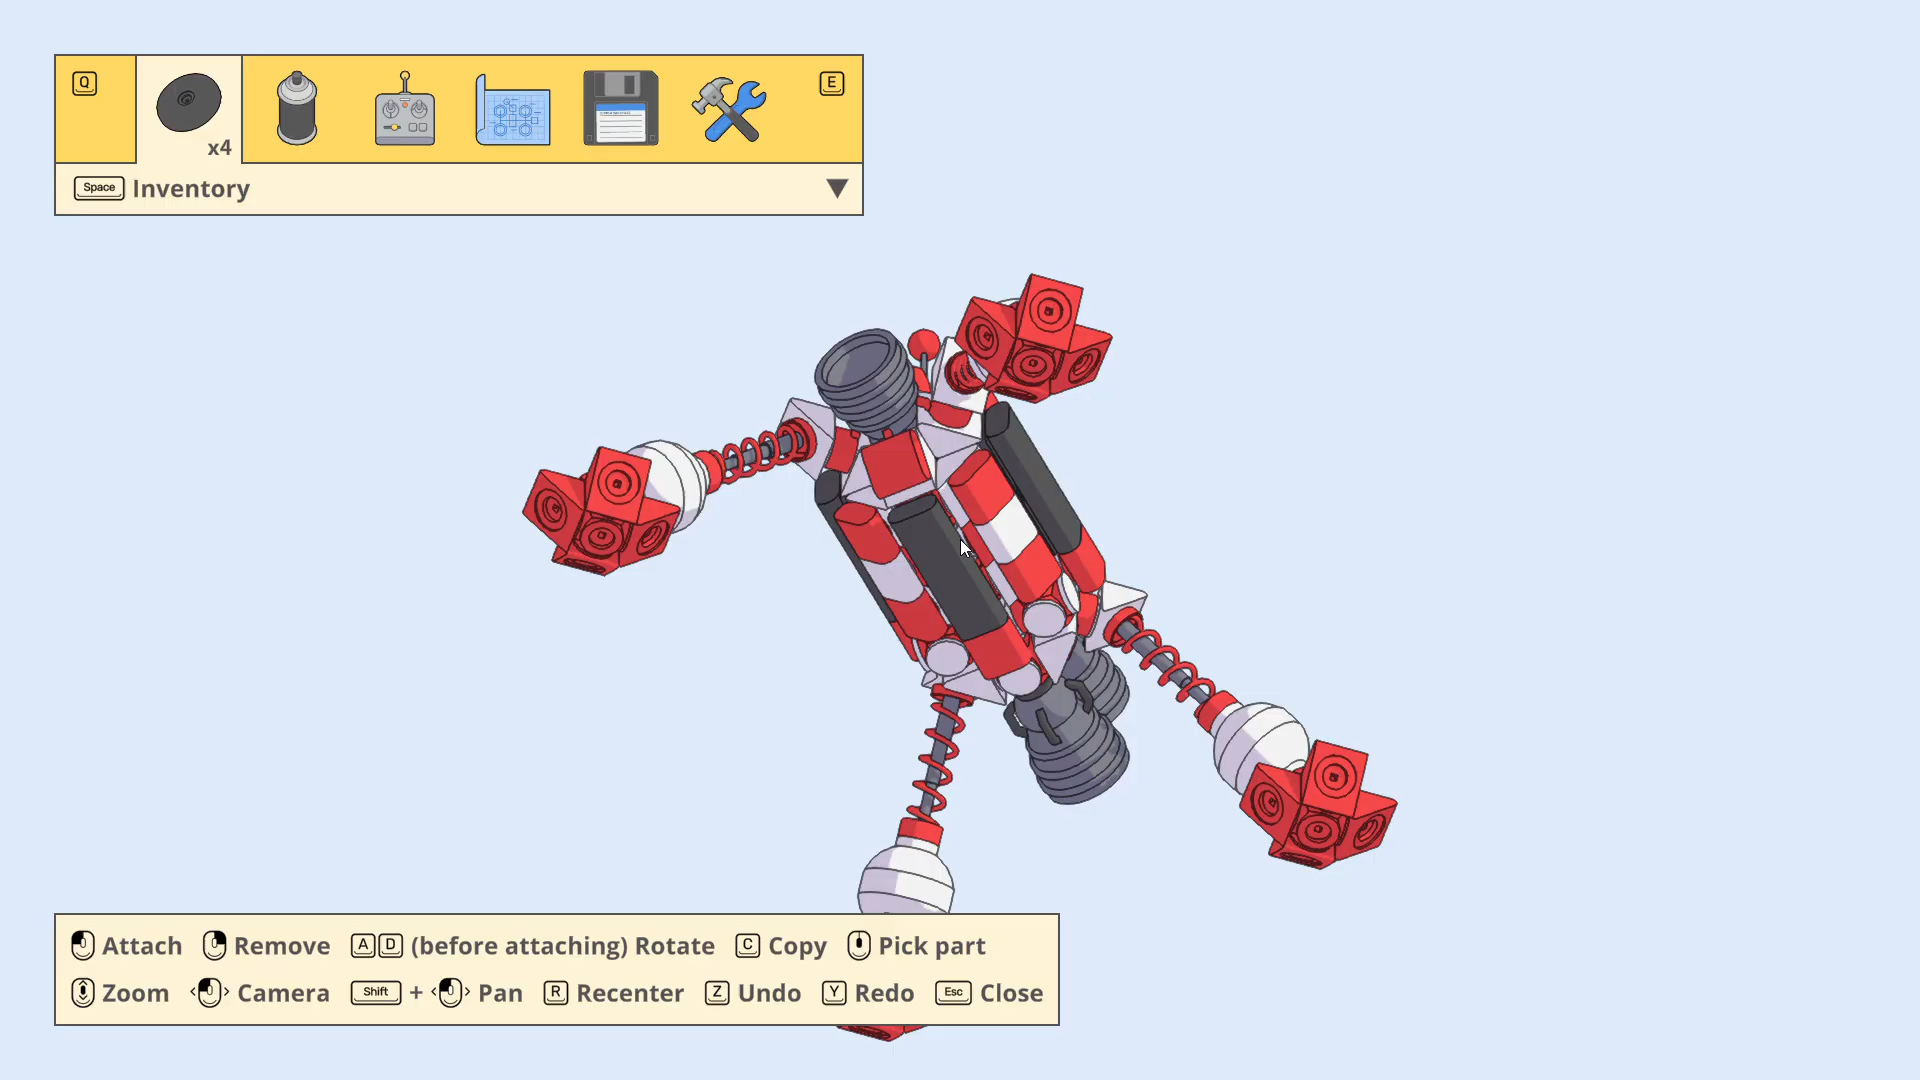 Q
E
x4
Space Inventory
Attach Remove A D (before attaching) Rotate C Copy Pick part
Zoom Camera Shift + Pan R Recenter Z Undo Y Redo Esc Close